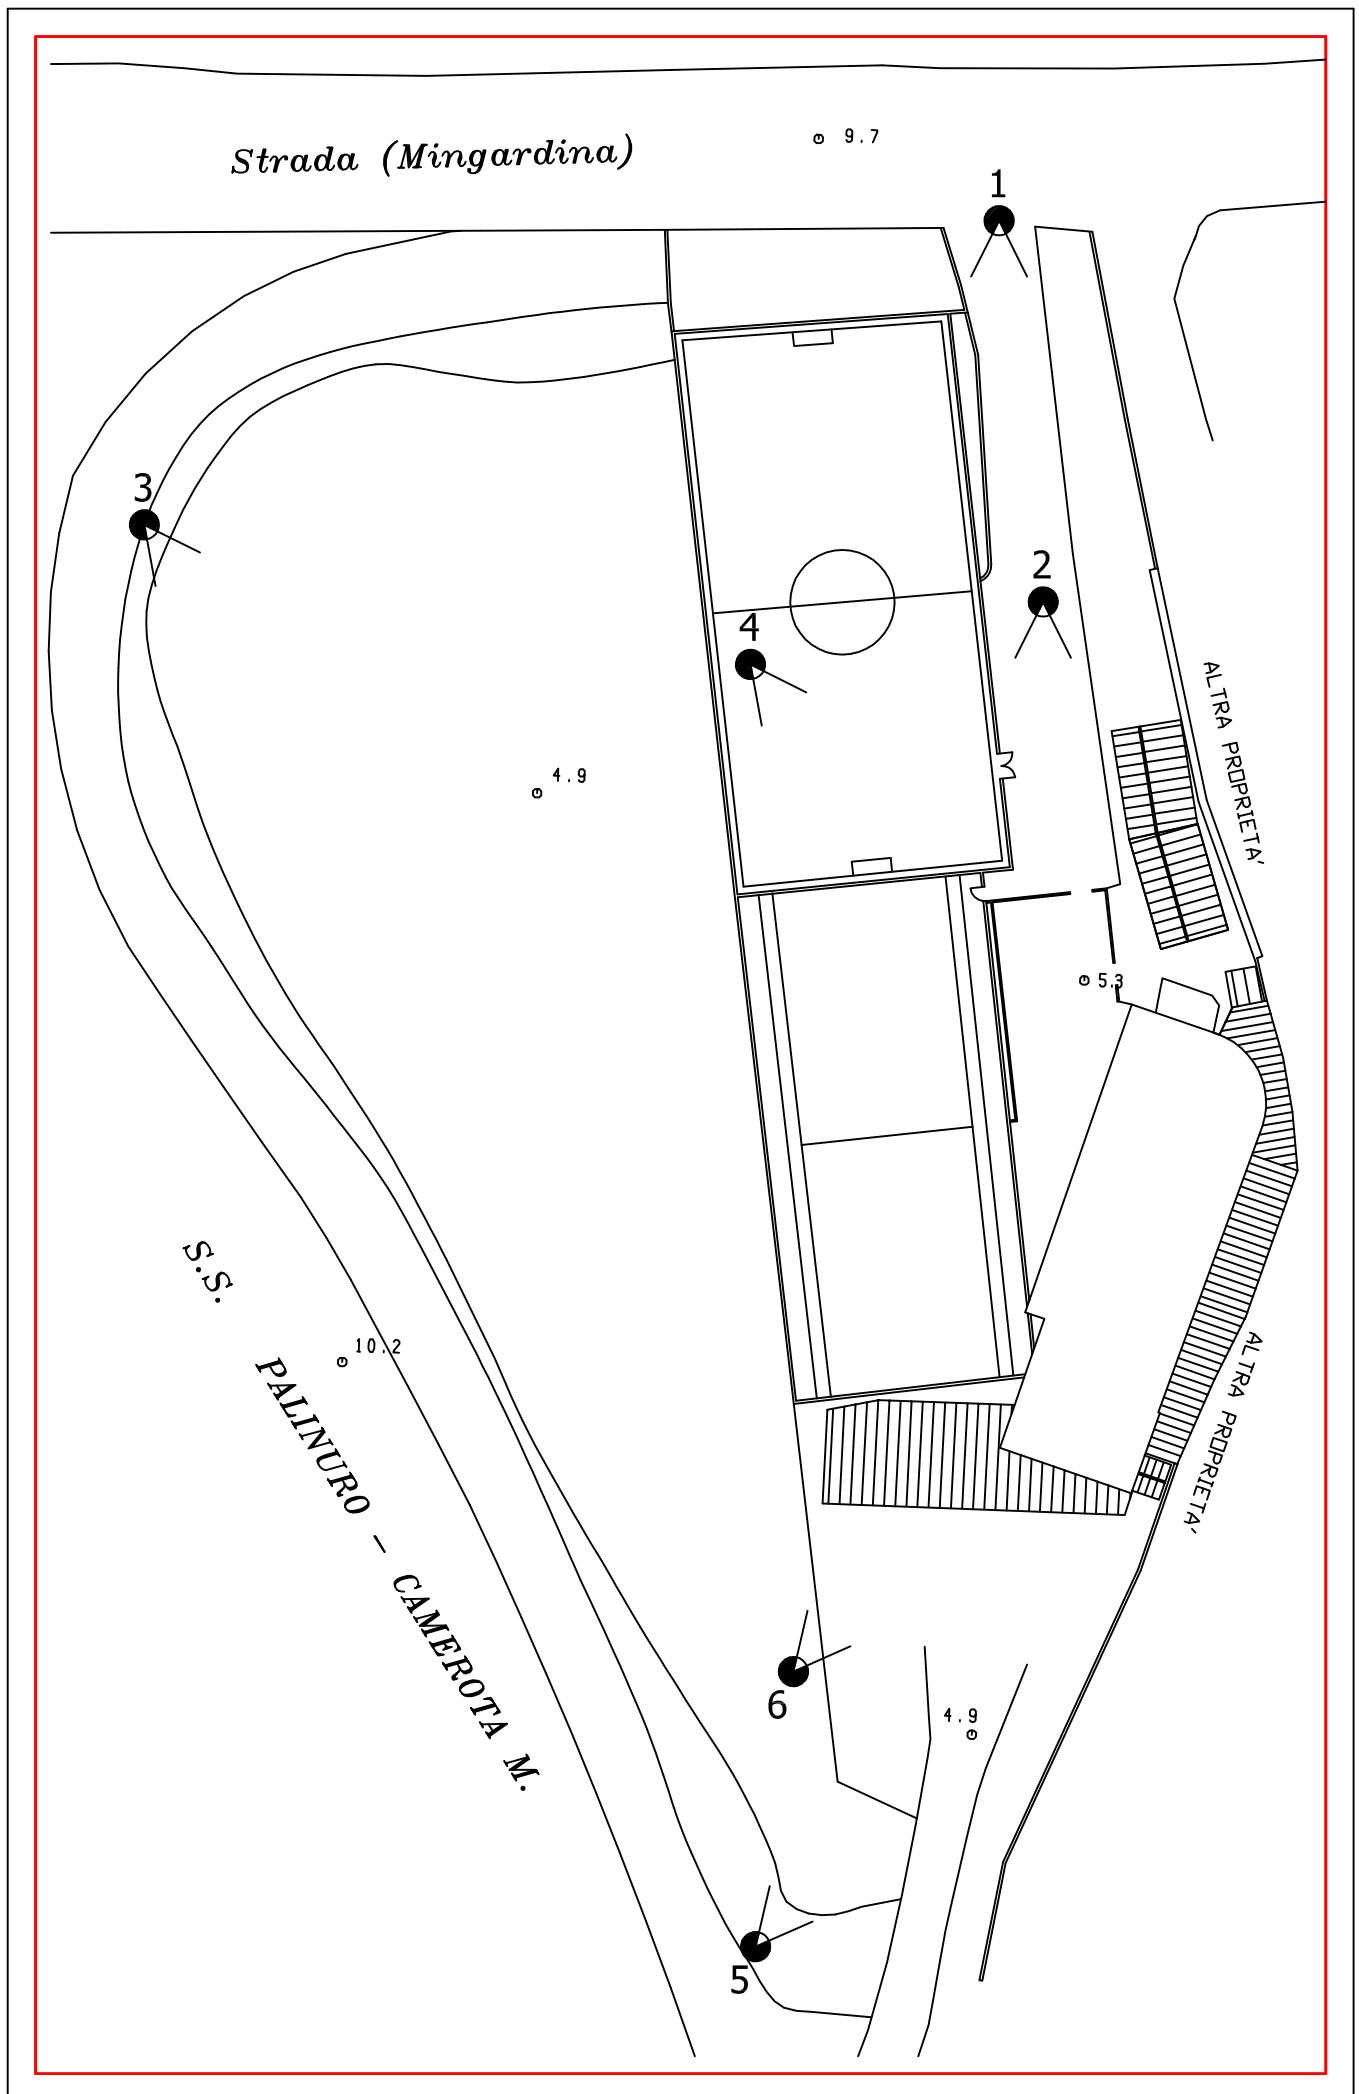 Strada (Mingardina)
9.7
1
3
2
4
ALTRA PROPRIETA'
4.9
5.3
S.S. PALINURO - CAMEROTA M.
10.2
ALTRA PROPRIETA'
6
4.9
5